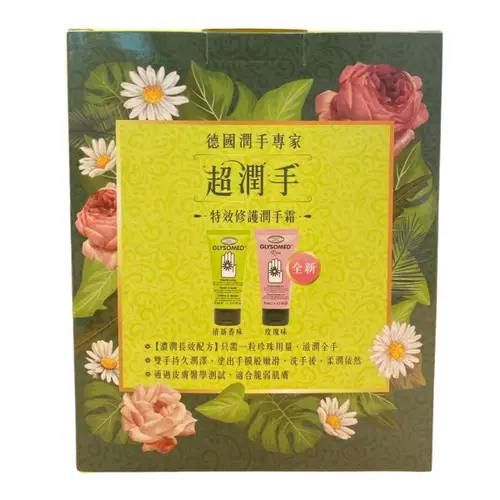 德國潤手專家
超潤手
特效修護潤手霜
GLYSOMED
GLYSOMED
Rose
全新
清新香味
玫瑰味
•【濃潤長效配方】只需一粒珍珠用量，滋潤全手
•雙手持久潤澤，塗出手膜般嫩滑，洗手後，柔潤依然
•通過皮膚醫學測試，適合脆弱肌膚